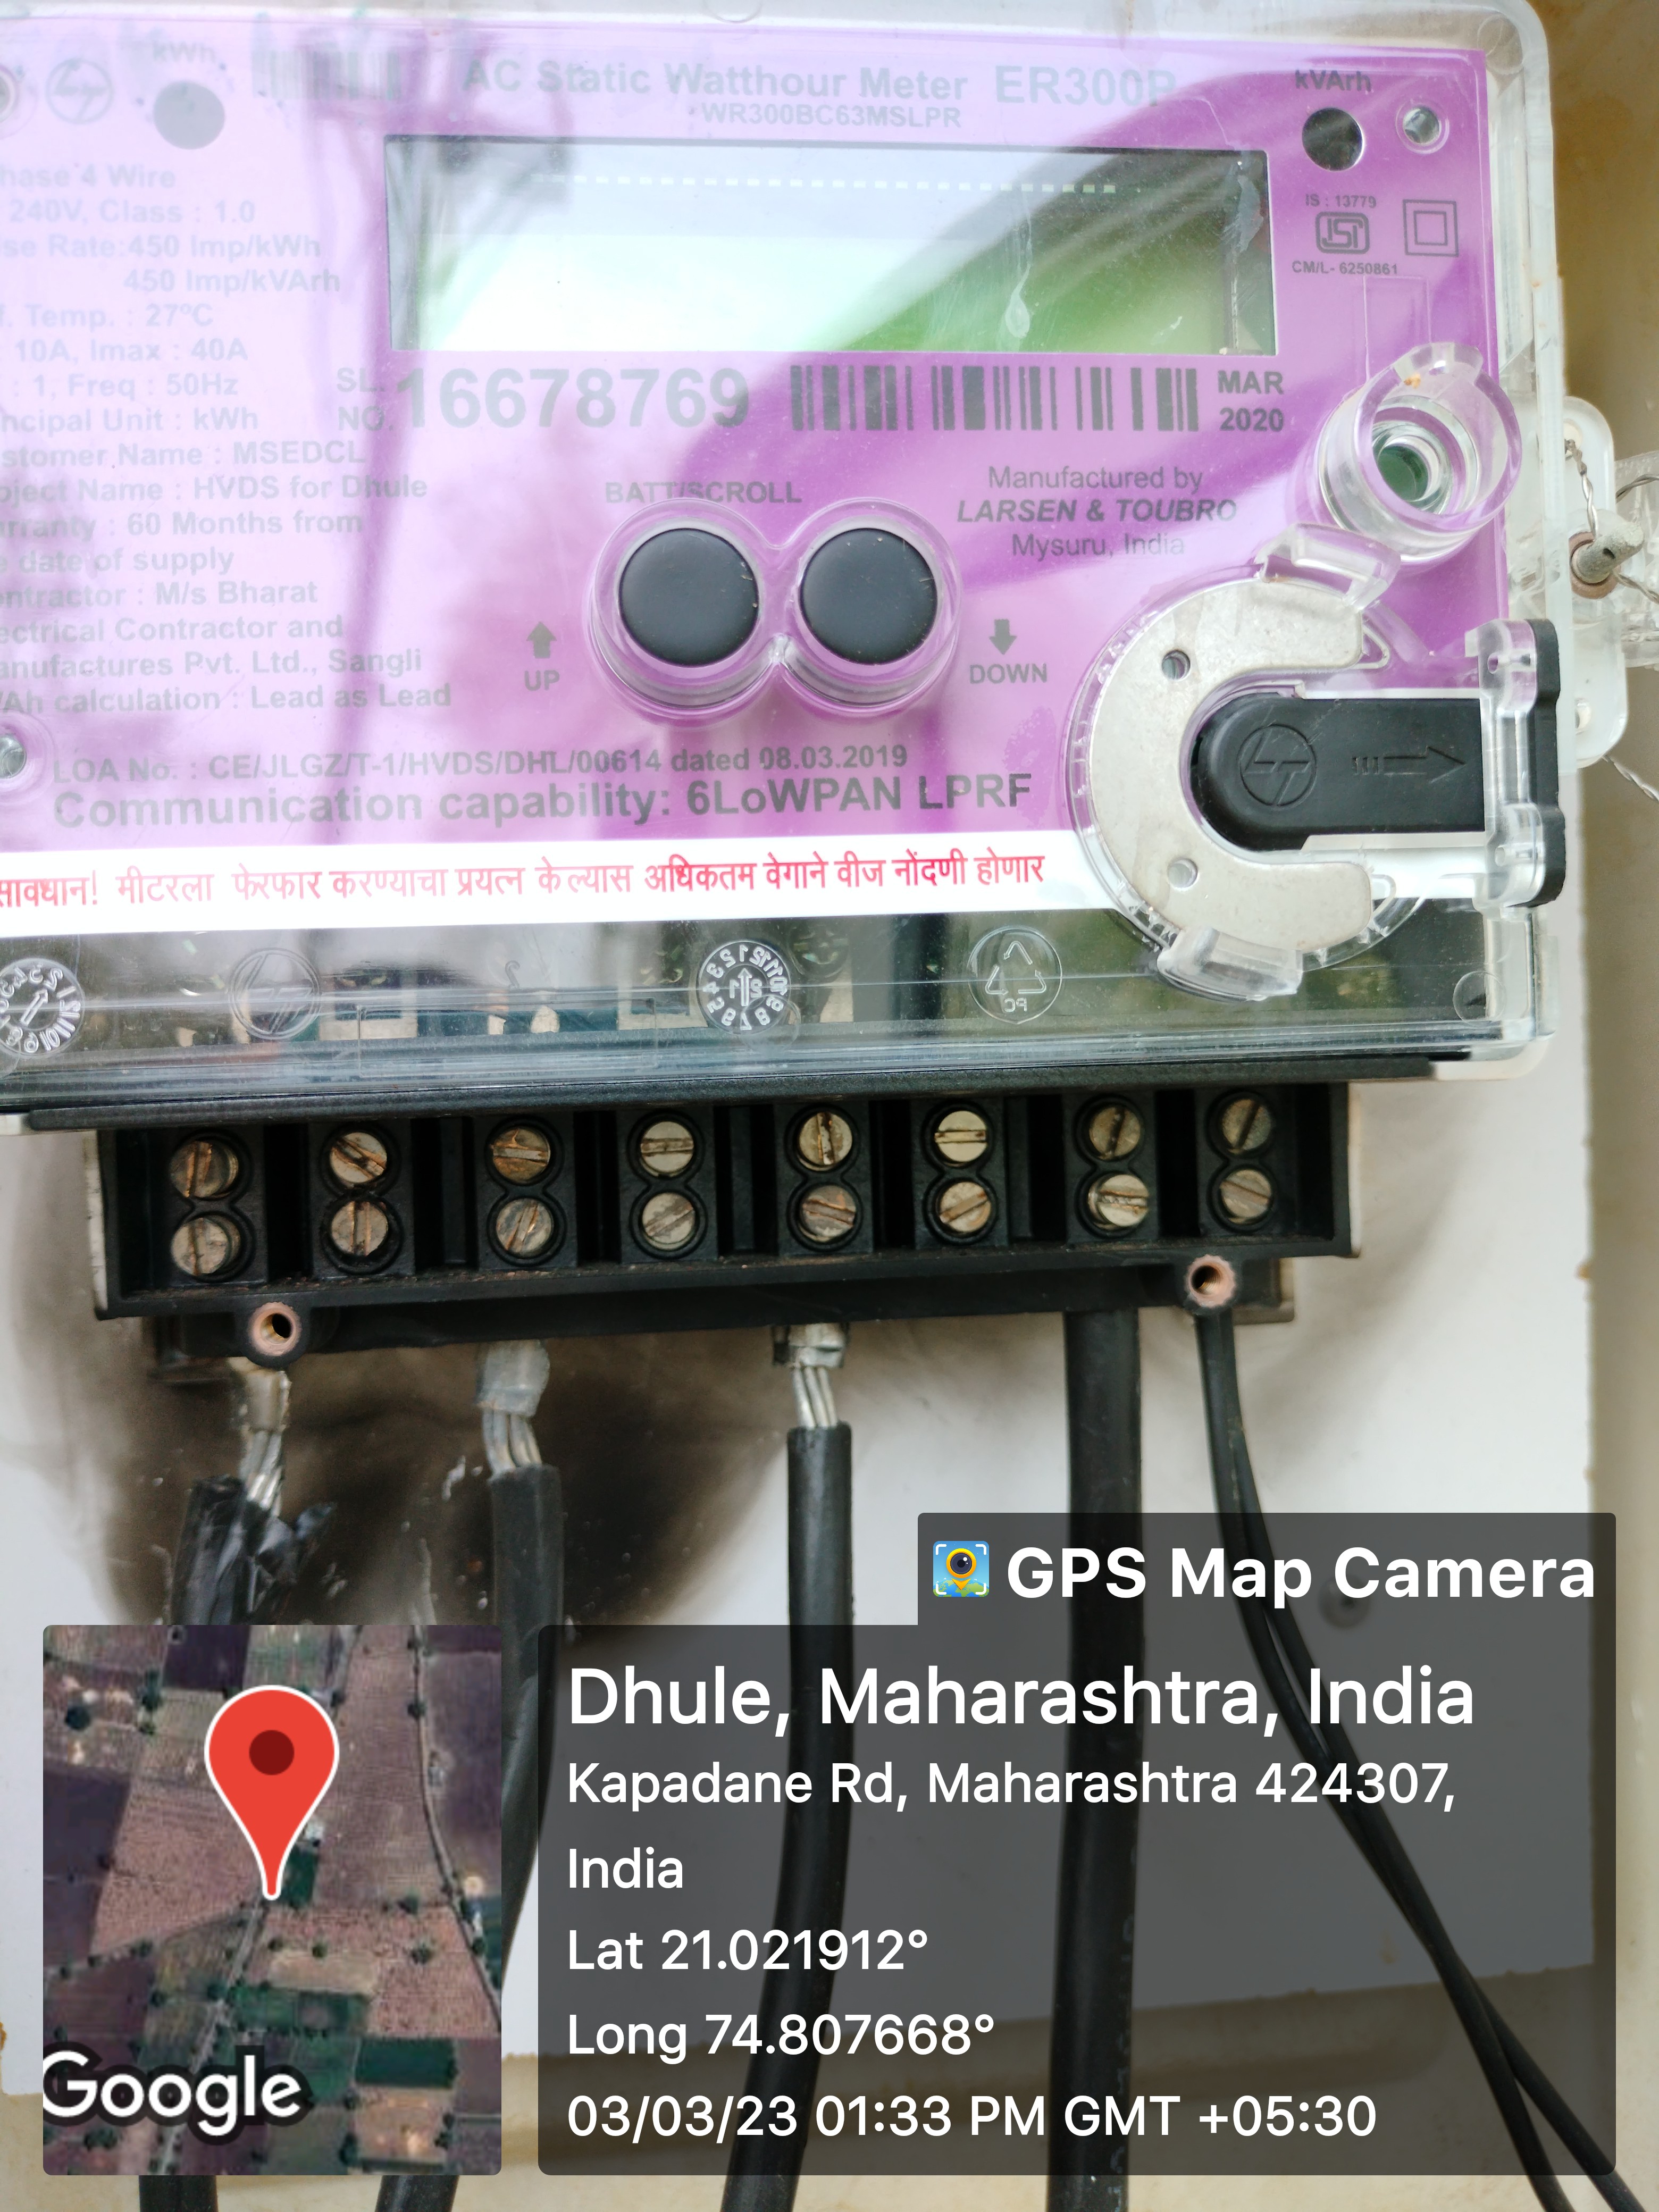 kWh
AC Static Watthour Meter ER300P
WR300BC63MSLPR
kVArh
hase 4 Wire
240V, Class : 1.0
se Rate:450 Imp/kWh
450 Imp/kVArh
f. Temp. : 27°C
10A, Imax : 40A
: 1, Freq : 50Hz
ncipal Unit : kWh
stomer Name : MSEDCL
oject Name : HVDS for Dhule
arranty : 60 Months from
e date of supply
ontractor : M/s Bharat
ectrical Contractor and
anufactures Pvt. Ltd., Sangli
/Ah calculation : Lead as Lead
IS : 13779
ISI
CM/L- 6250861
SL. NO. 16678769
MAR
2020
BATT/SCROLL
Manufactured by
LARSEN & TOUBRO
Mysuru, India
UP
DOWN
LOA No. : CE/JLGZ/T-1/HVDS/DHL/00614 dated 08.03.2019
Communication capability: 6LoWPAN LPRF
सावधान! मीटरला फेरफार करण्याचा प्रयत्न केल्यास अधिकतम वेगाने वीज नोंदणी होणार
PC
GPS Map Camera
Dhule, Maharashtra, India
Kapadane Rd, Maharashtra 424307,
India
Lat 21.021912°
Long 74.807668°
03/03/23 01:33 PM GMT +05:30
Google